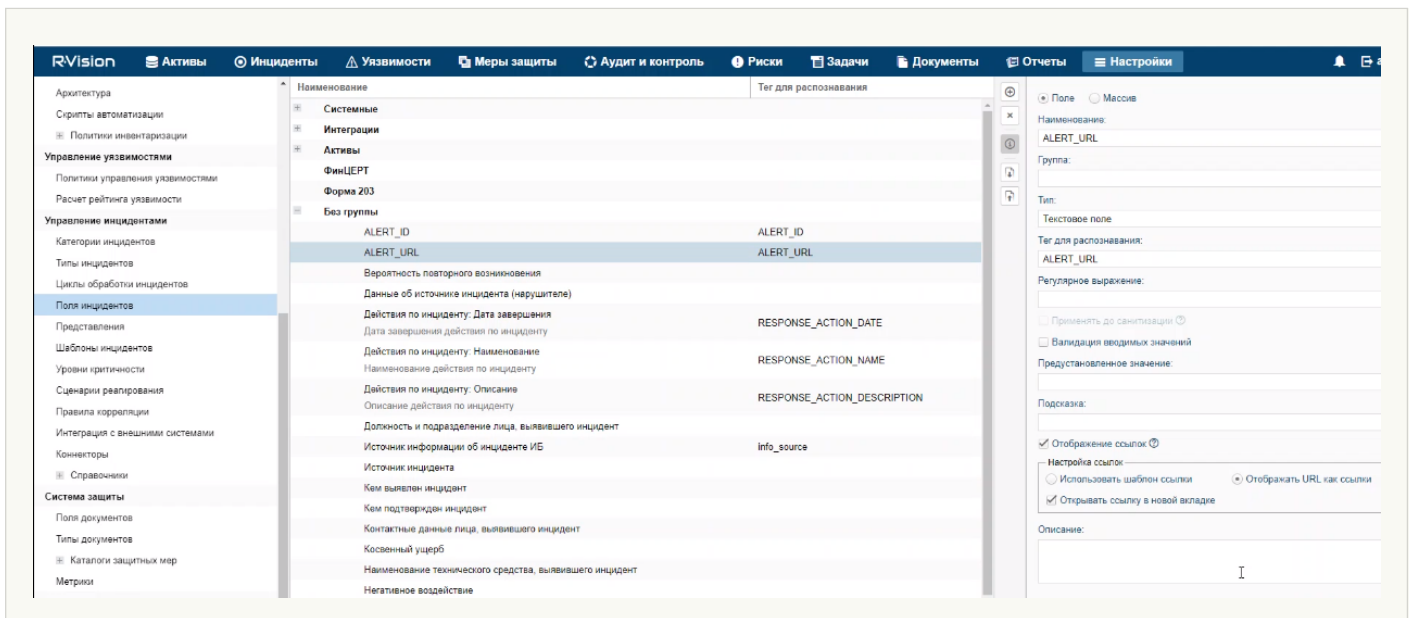 R·Vision Активы Инциденты Уязвимости Меры защиты Аудит и контроль Риски Задачи Документы Отчеты Настройки
Архитектура
Скрипты автоматизации
Политики инвентаризации
Управление уязвимостями
Политики управления уязвимостями
Расчет рейтинга уязвимости
Управление инцидентами
Категории инцидентов
Типы инцидентов
Циклы обработки инцидентов
Поля инцидентов
Представления
Шаблоны инцидентов
Уровни критичности
Сценарии реагирования
Правила корреляции
Интеграция с внешними системами
Коннекторы
Справочники
Система защиты
Поля документов
Типы документов
Каталоги защитных мер
Метрики
Наименование Тег для распознавания
Системные
Интеграции
Активы
ФинЦЕРТ
Форма 203
Без группы
ALERT_ID ALERT_ID
ALERT_URL ALERT_URL
Вероятность повторного возникновения
Данные об источнике инцидента (нарушителе)
Действия по инциденту: Дата завершения
Дата завершения действия по инциденту RESPONSE_ACTION_DATE
Действия по инциденту: Наименование
Наименование действия по инциденту RESPONSE_ACTION_NAME
Действия по инциденту: Описание
Описание действия по инциденту RESPONSE_ACTION_DESCRIPTION
Должность и подразделение лица, выявившего инцидент
Источник информации об инциденте ИБ info_source
Источник инцидента
Кем выявлен инцидент
Кем подтвержден инцидент
Контактные данные лица, выявившего инцидент
Косвенный ущерб
Наименование технического средства, выявившего инцидент
Негативное воздействие
Поле Массив
Наименование:
ALERT_URL
Группа:
Тип:
Текстовое поле
Тег для распознавания:
ALERT_URL
Регулярное выражение:
Применять до санитизации
Валидация вводимых значений
Предустановленное значение:
Подсказка:
Отображение ссылок
Настройка ссылок
Использовать шаблон ссылки Отображать URL как ссылки
Открывать ссылку в новой вкладке
Описание: